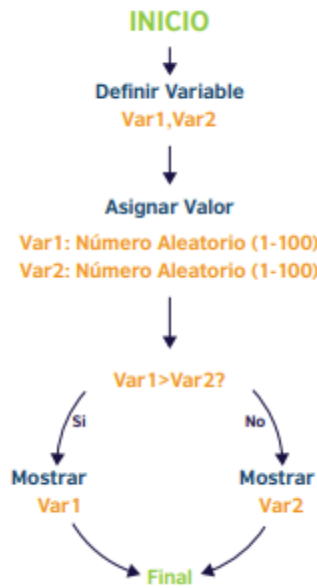 INICIO
Definir Variable
Var1,Var2
Asignar Valor
Var1: Número Aleatorio (1-100)
Var2: Número Aleatorio (1-100)
Var1>Var2?
Si
No
Mostrar
Var1
Mostrar
Var2
Final